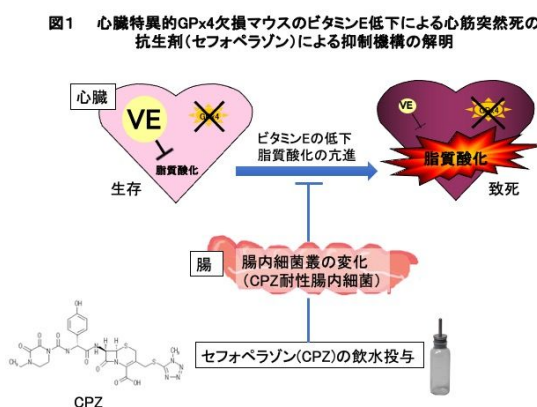 図1 心臓特異的GPx4欠損マウスのビタミンE低下による心筋突然死の
抗生剤(セフォペラゾン)による抑制機構の解明
心臓
VE
GPx4
脂質酸化
生存
ビタミンEの低下
脂質酸化の亢進
VE
GPx4
脂質酸化
致死
腸
腸内細菌叢の変化
(CPZ耐性腸内細菌)
セフォペラゾン(CPZ)の飲水投与
CPZ